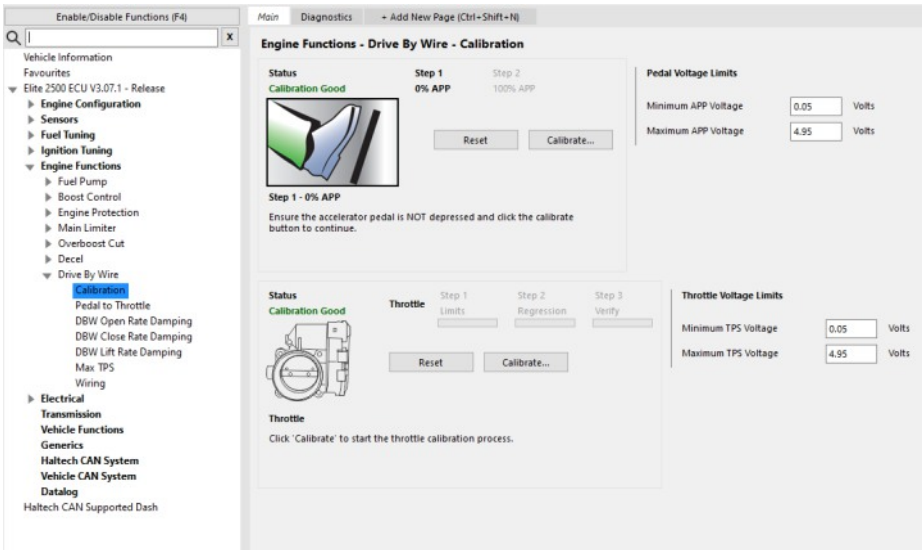 Enable/Disable Functions (F4)
x
Vehicle Information
Favourites
Elite 2500 ECU V3.07.1 - Release
Engine Configuration
Sensors
Fuel Tuning
Ignition Tuning
Engine Functions
Fuel Pump
Boost Control
Engine Protection
Main Limiter
Overboost Cut
Decel
Drive By Wire
Calibration
Pedal to Throttle
DBW Open Rate Damping
DBW Close Rate Damping
DBW Lift Rate Damping
Max TPS
Wiring
Electrical
Transmission
Vehicle Functions
Generics
Haltech CAN System
Vehicle CAN System
Datalog
Haltech CAN Supported Dash
Main Diagnostics + Add New Page (Ctrl+Shift+N)
Engine Functions - Drive By Wire - Calibration
Status Step 1 Step 2
Calibration Good 0% APP 100% APP
Reset Calibrate...
Step 1 - 0% APP
Ensure the accelerator pedal is NOT depressed and click the calibrate
button to continue.
Pedal Voltage Limits
Minimum APP Voltage 0.05 Volts
Maximum APP Voltage 4.95 Volts
Status Throttle Step 1 Step 2 Step 3
Calibration Good Limits Regression Verify
Reset Calibrate...
Throttle
Click 'Calibrate' to start the throttle calibration process.
Throttle Voltage Limits
Minimum TPS Voltage 0.05 Volts
Maximum TPS Voltage 4.95 Volts